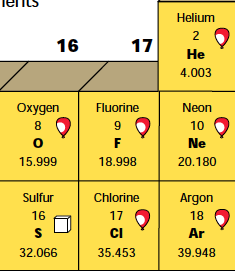 nents
Helium
2
He
4.003
16 17
Oxygen Fluorine Neon
8 9 10
O F Ne
15.999 18.998 20.180
Sulfur Chlorine Argon
16 17 18
S Cl Ar
32.066 35.453 39.948